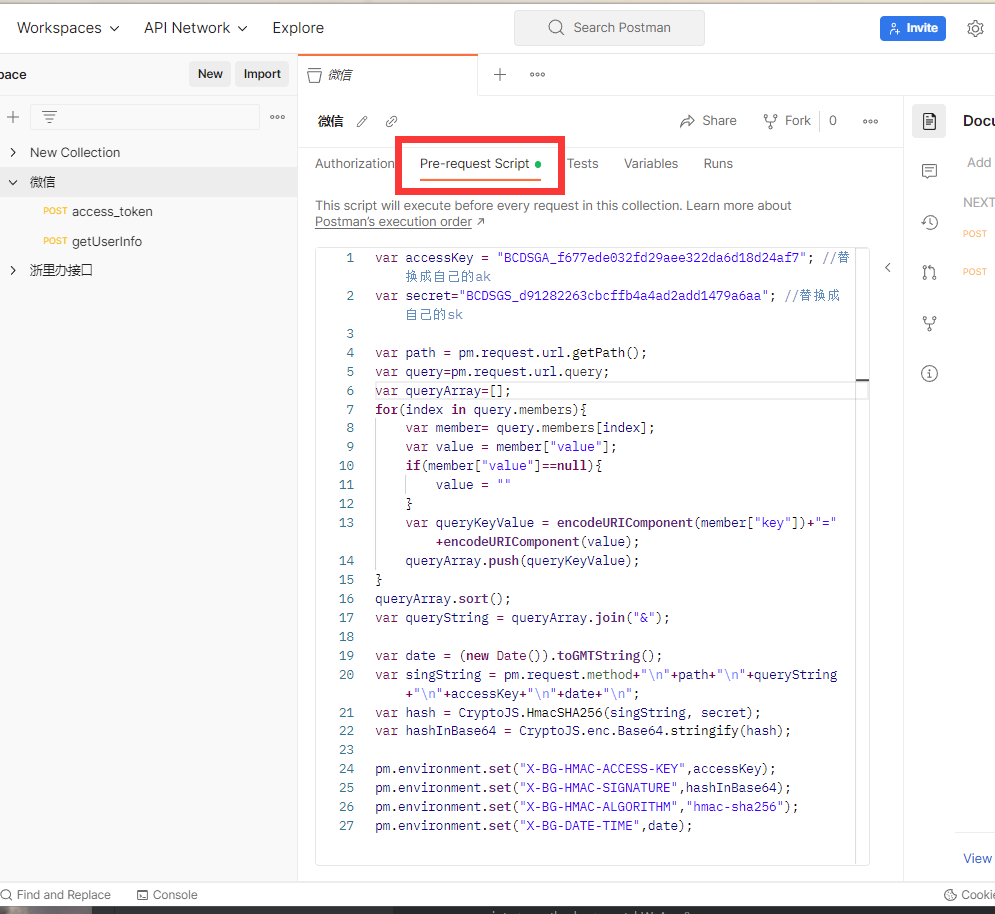 Workspaces API Network Explore Search Postman Invite
pace New Import 微信
微信 Share Fork 0 Docu
New Collection
微信
POST access_token
POST getUserInfo
浙里办接口
Authorization Pre-request Script Tests Variables Runs
Add
NEXT
POST
POST
This script will execute before every request in this collection. Learn more about
Postman's execution order ↗
1 var accessKey = "BCDSGA_f677ede032fd29aee322da6d18d24af7"; //替
换成自己的ak
2 var secret="BCDSGS_d91282263cbcffb4a4ad2add1479a6aa"; //替换成
自己的sk
3
4 var path = pm.request.url.getPath();
5 var query=pm.request.url.query;
6 var queryArray=[];
7 for(index in query.members){
8 var member= query.members[index];
9 var value = member["value"];
10 if(member["value"]==null){
11 value = ""
12 }
13 var queryKeyValue = encodeURIComponent(member["key"])+"="
+encodeURIComponent(value);
14 queryArray.push(queryKeyValue);
15 }
16 queryArray.sort();
17 var queryString = queryArray.join("&");
18
19 var date = (new Date()).toGMTString();
20 var singString = pm.request.method+"\n"+path+"\n"+queryString
+"\n"+accessKey+"\n"+date+"\n";
21 var hash = CryptoJS.HmacSHA256(singString, secret);
22 var hashInBase64 = CryptoJS.enc.Base64.stringify(hash);
23
24 pm.environment.set("X-BG-HMAC-ACCESS-KEY",accessKey);
25 pm.environment.set("X-BG-HMAC-SIGNATURE",hashInBase64);
26 pm.environment.set("X-BG-HMAC-ALGORITHM","hmac-sha256");
27 pm.environment.set("X-BG-DATE-TIME",date);
View
Find and Replace Console Cookie